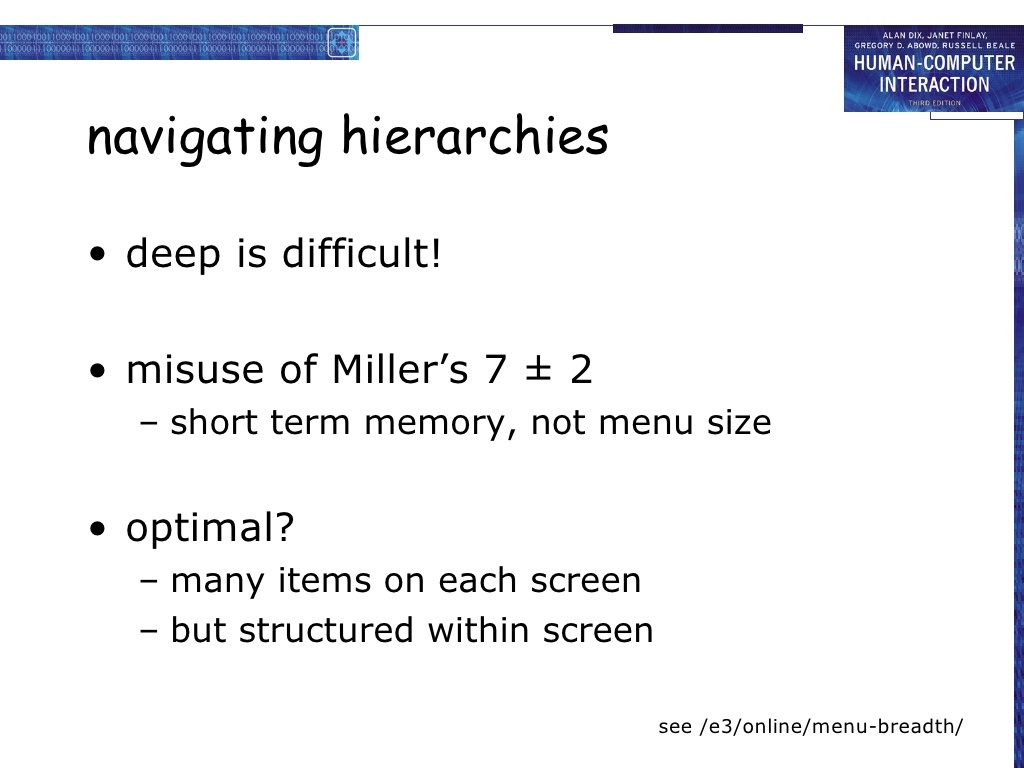 ALAN DIX, JANET FINLAY,
GREGORY D. ABOWD, RUSSELL BEALE
HUMAN-COMPUTER
INTERACTION
THIRD EDITION
navigating hierarchies
• deep is difficult!
• misuse of Miller’s 7 ± 2
– short term memory, not menu size
• optimal?
– many items on each screen
– but structured within screen
see /e3/online/menu-breadth/